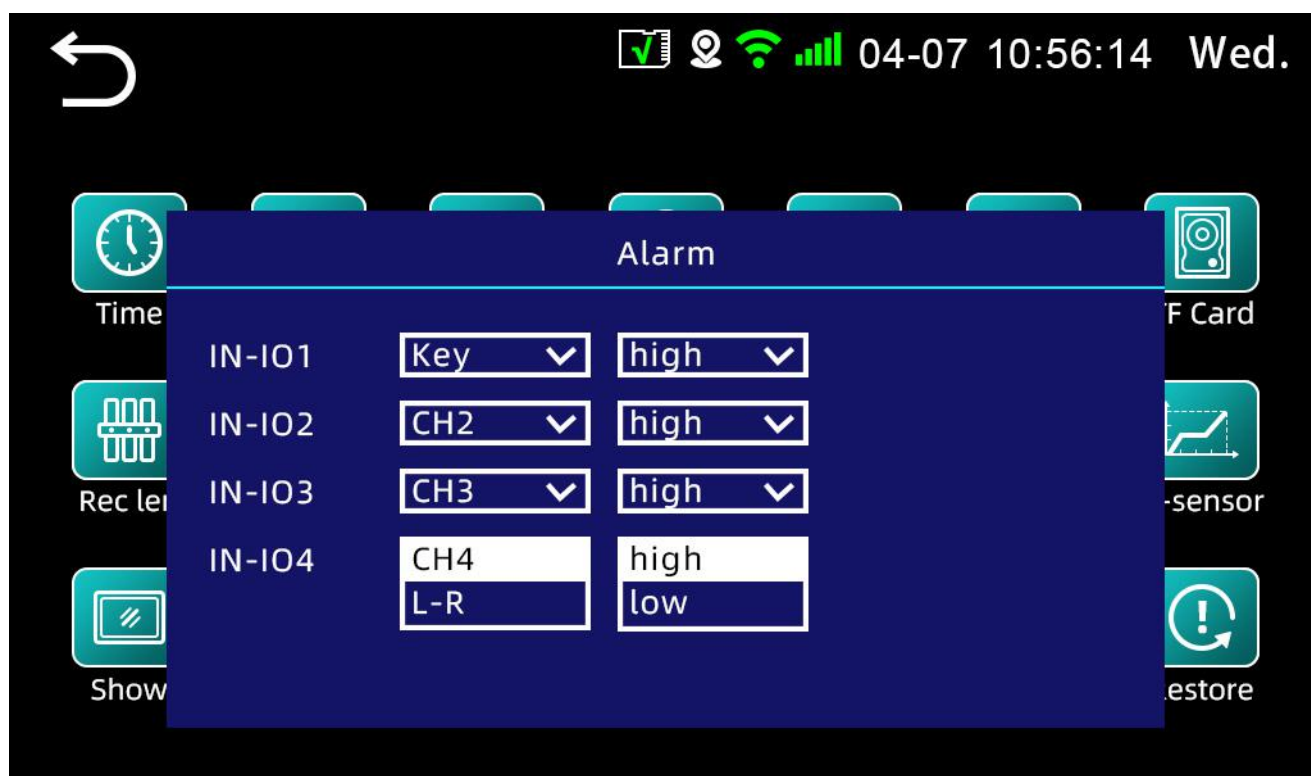 04-07 10:56:14 Wed.
Alarm
Time
F Card
IN-IO1 Key high
IN-IO2 CH2 high
IN-IO3 CH3 high
Rec ler
-sensor
IN-IO4 CH4 high
L-R low
Show
estore